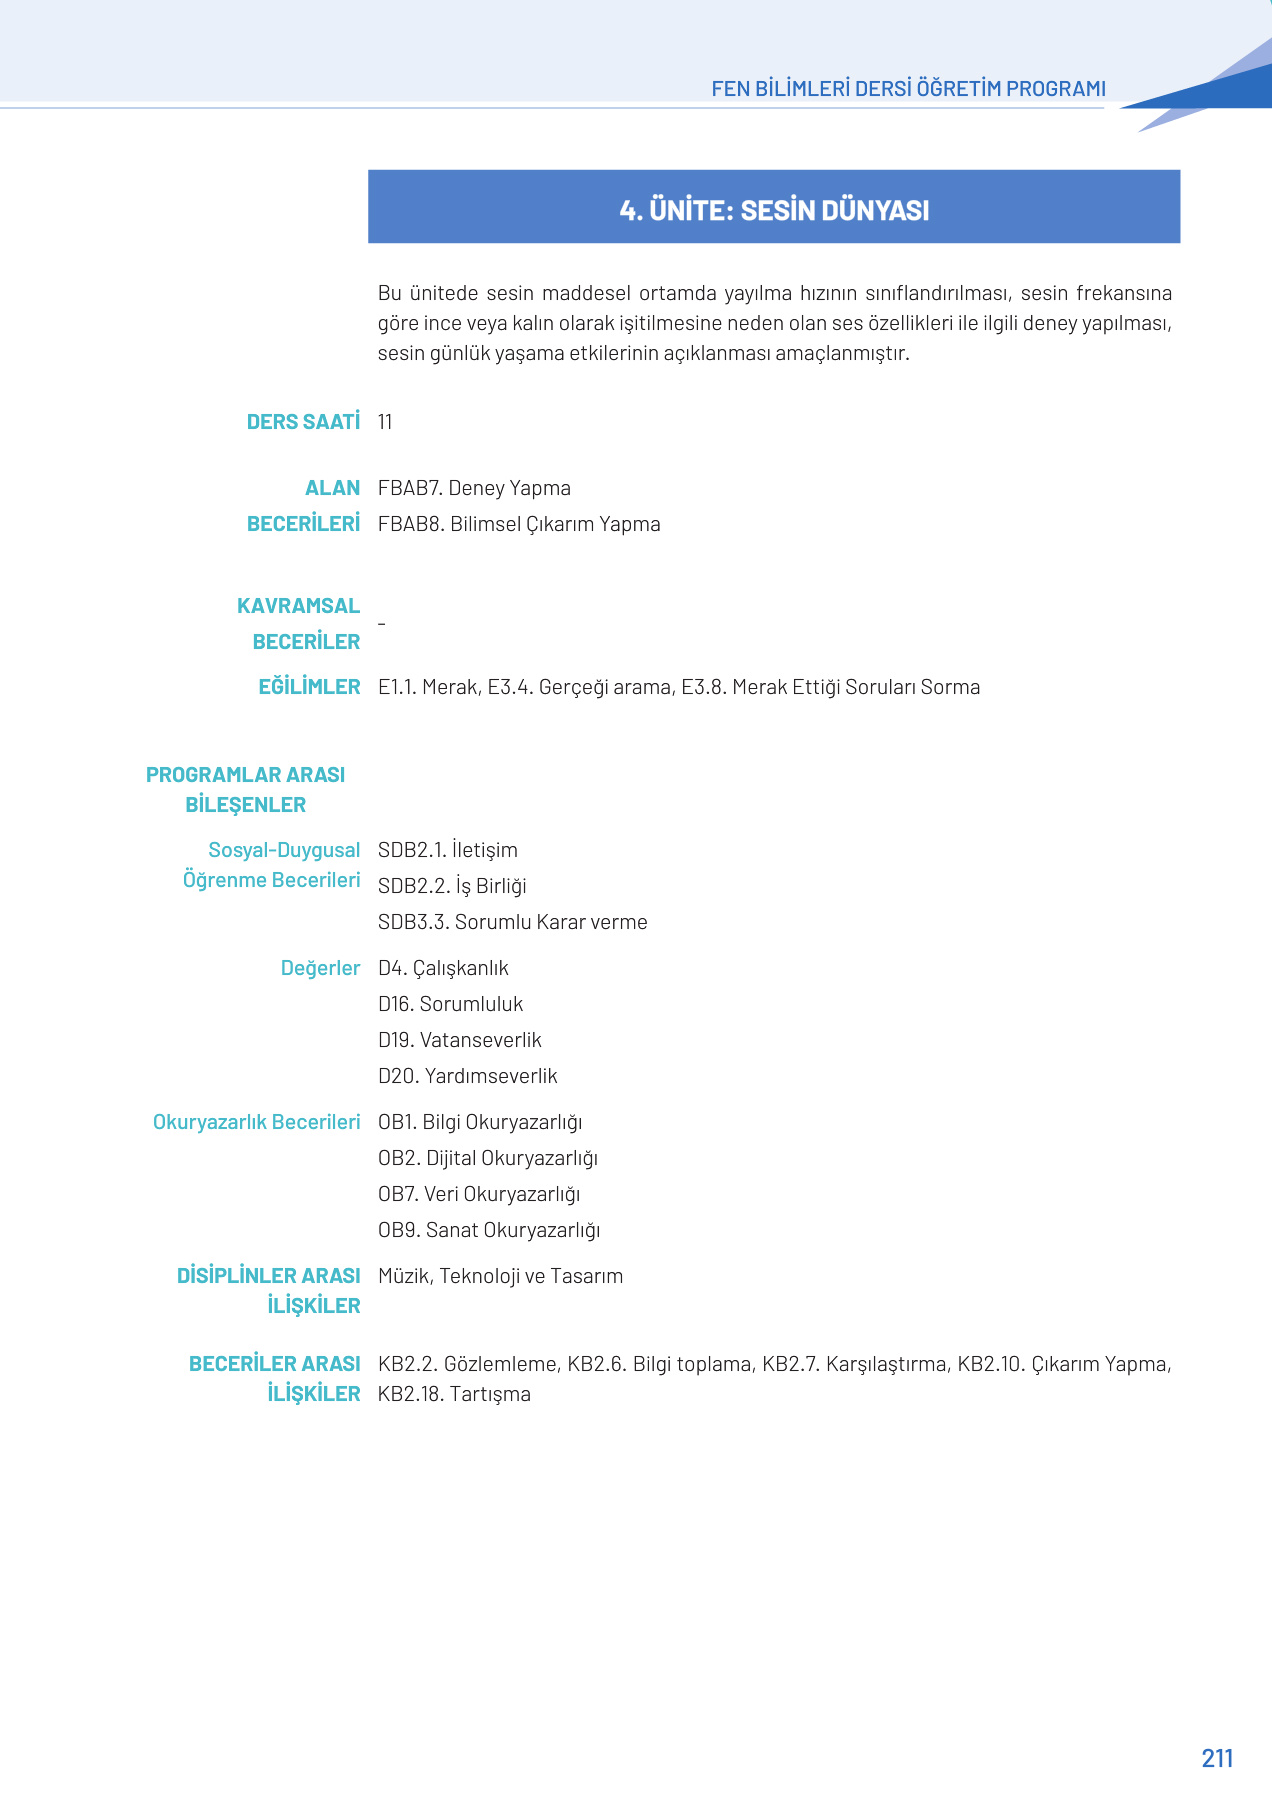 FEN BİLİMLERİ DERSİ ÖĞRETİM PROGRAMI
4. ÜNİTE: SESİN DÜNYASI
Bu ünitede sesin maddesel ortamda yayılma hızının sınıflandırılması, sesin frekansına
göre ince veya kalın olarak işitilmesine neden olan ses özellikleri ile ilgili deney yapılması,
sesin günlük yaşama etkilerinin açıklanması amaçlanmıştır.
DERS SAATİ 11
ALAN FBAB7. Deney Yapma
BECERİLERİ FBAB8. Bilimsel Çıkarım Yapma
KAVRAMSAL
BECERİLER
-
EĞİLİMLER E1.1. Merak, E3.4. Gerçeği arama, E3.8. Merak Ettiği Soruları Sorma
PROGRAMLAR ARASI
BİLEŞENLER
Sosyal-Duygusal SDB2.1. İletişim
Öğrenme Becerileri SDB2.2. İş Birliği
SDB3.3. Sorumlu Karar verme
Değerler D4. Çalışkanlık
D16. Sorumluluk
D19. Vatanseverlik
D20. Yardımseverlik
Okuryazarlık Becerileri OB1. Bilgi Okuryazarlığı
OB2. Dijital Okuryazarlığı
OB7. Veri Okuryazarlığı
OB9. Sanat Okuryazarlığı
DİSİPLİNLER ARASI Müzik, Teknoloji ve Tasarım
İLİŞKİLER
BECERİLER ARASI KB2.2. Gözlemleme, KB2.6. Bilgi toplama, KB2.7. Karşılaştırma, KB2.10. Çıkarım Yapma,
İLİŞKİLER KB2.18. Tartışma
211